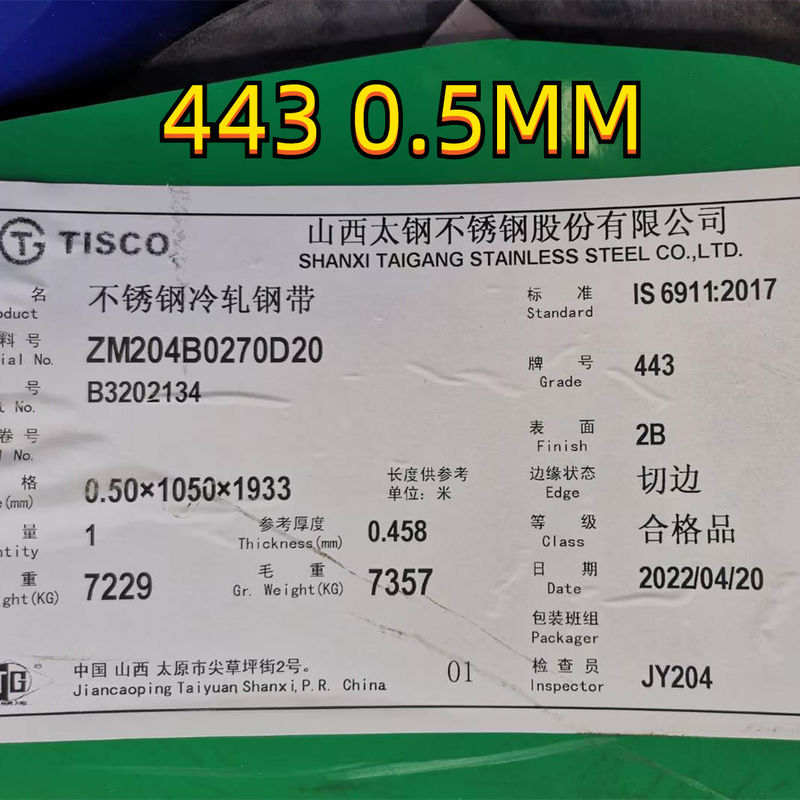 443 0.5MM
TISCO
山西太钢不锈钢股份有限公司
SHANXI TAIGANG STAINLESS STEEL CO.,LTD.
名 不锈钢冷轧钢带
标 准 IS 6911:2017
Standard
料号 ZM204B0270D20
No.
牌 号 443
Grade
号 B3202134
No.
表 面 2B
Finish
卷号
No.
格 0.50×1050×1933
(mm)
长度供参考
单位：米
边缘状态 切边
Edge
量 1
参考厚度 0.458
Thickness(mm)
等 级 合格品
Class
重 7229
(KG)
毛 重 7357
Gr. Weight(KG)
日 期 2022/04/20
Date
包装班组
Packager
中国 山西 太原市尖草坪街2号。
Jiancaoping Taiyuan Shanxi, P.R. China
01
检查员 JY204
Inspector